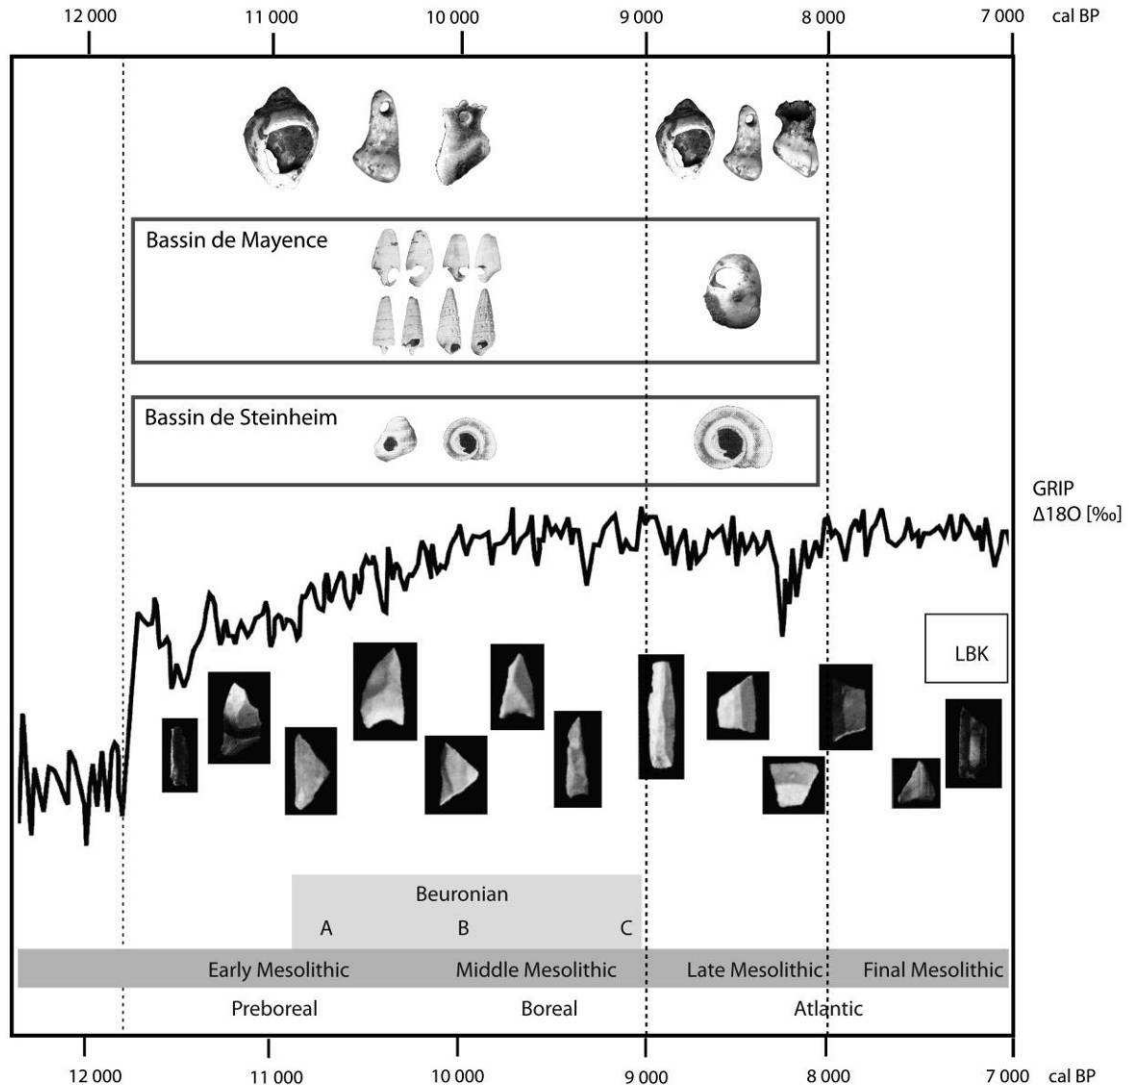 12 000 11 000 10 000 9 000 8 000 7 000 cal BP
Bassin de Mayence
Bassin de Steinheim
GRIP
Δ18O [‰]
LBK
Beuronian
A B C
Early Mesolithic Middle Mesolithic Late Mesolithic Final Mesolithic
Preboreal Boreal Atlantic
12 000 11 000 10 000 9 000 8 000 7 000 cal BP